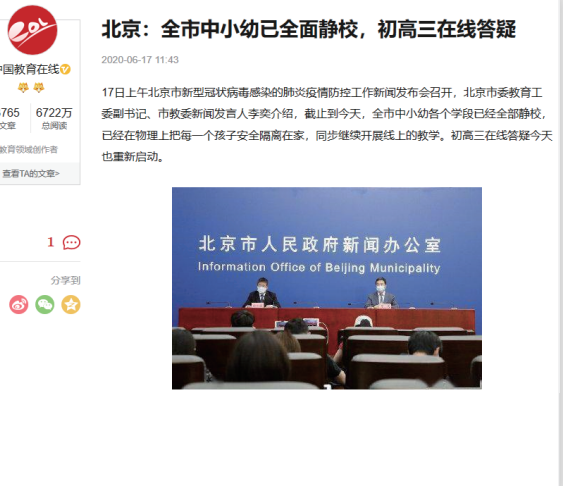 北京：全市中小幼已全面静校，初高三在线答疑
2020-06-17 11:43
中国教育在线
3765 6722万
文章 总阅读
教育领域创作者
查看TA的文章>
17日上午北京市新型冠状病毒感染的肺炎疫情防控工作新闻发布会召开，北京市委教育工
委副书记、市教委新闻发言人李奕介绍，截止到今天，全市中小幼各个学段已经全部静校，
已经在物理上把每一个孩子安全隔离在家，同步继续开展线上的教学。初高三在线答疑今天
也重新启动。
北京市人民政府新闻办公室
Information Office of Beijing Municipality
1
分享到